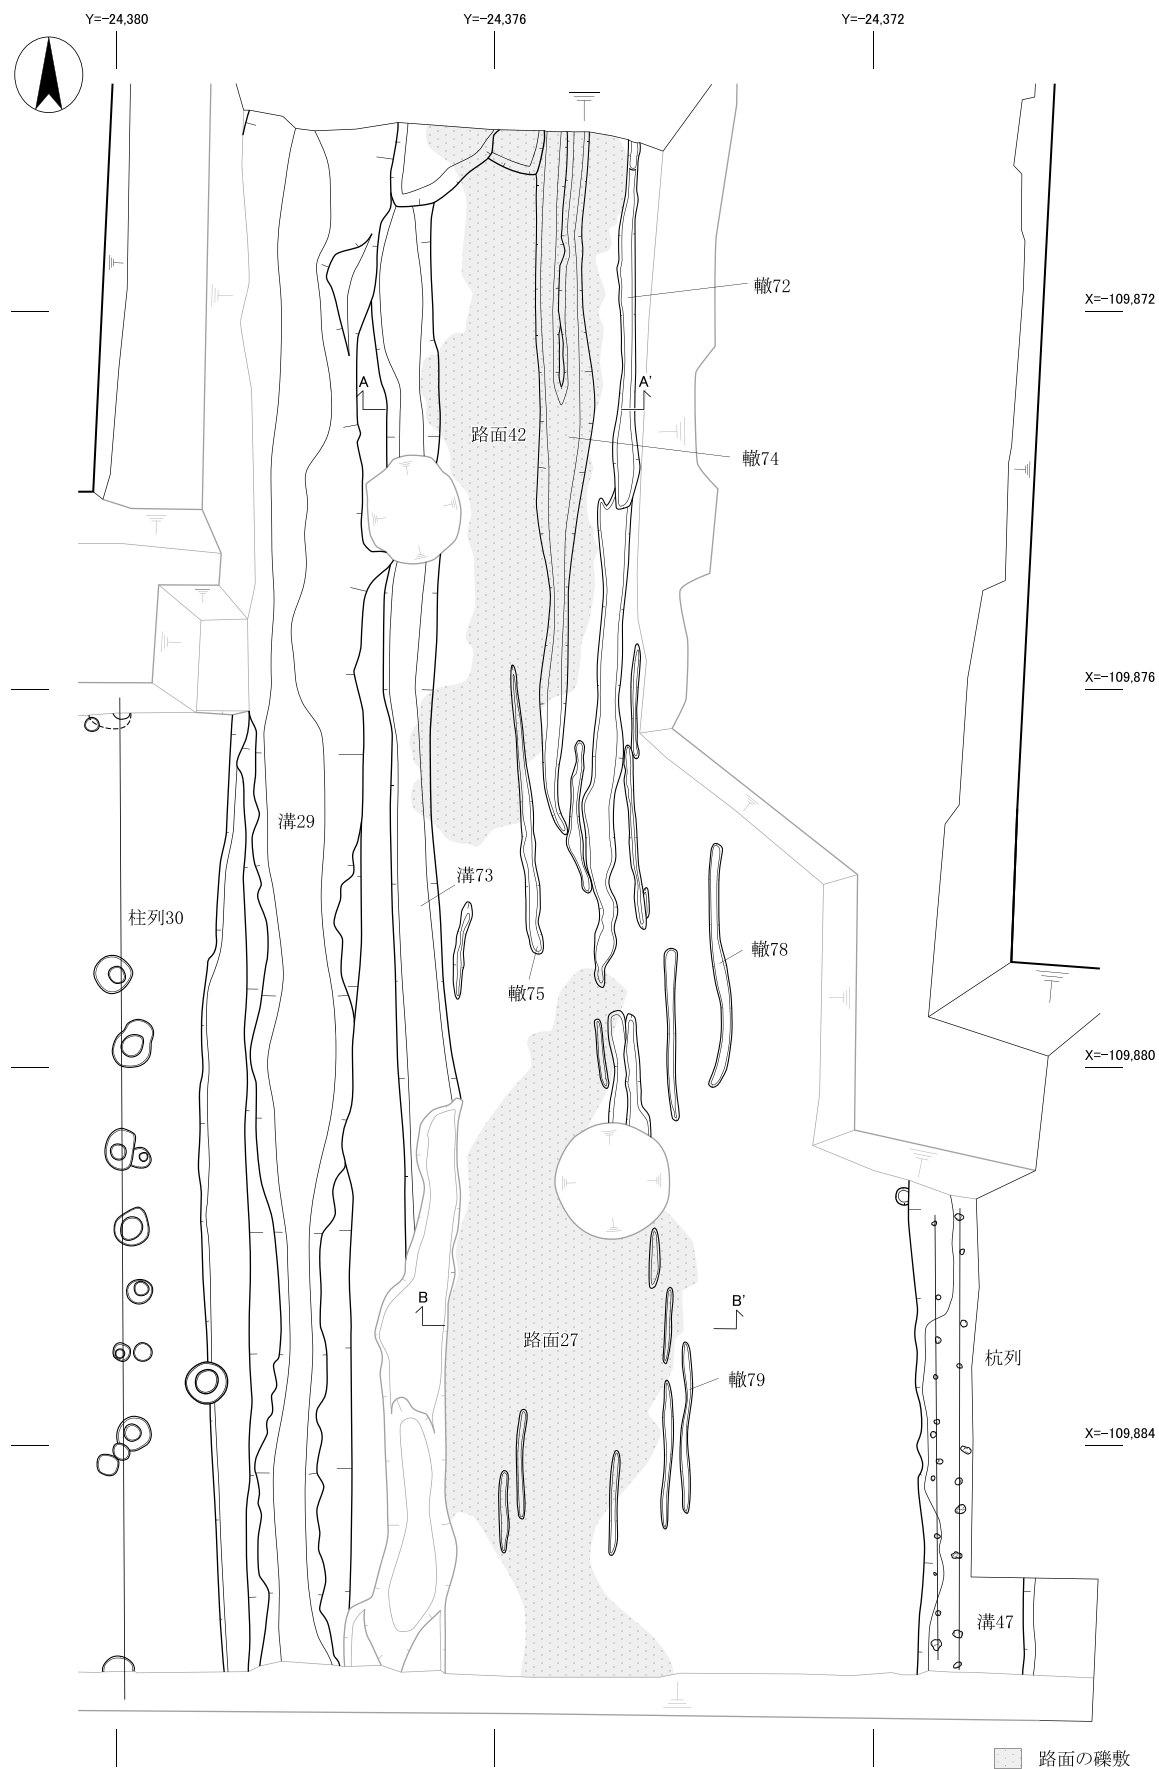 Y=-24,380
Y=-24,376
Y=-24,372
轍72
X=-109,872
A
A'
路面42
轍74
X=-109,876
溝29
溝73
柱列30
轍78
轍75
X=-109,880
B
B'
路面27
杭列
轍79
X=-109,884
溝47
路面の礫敷